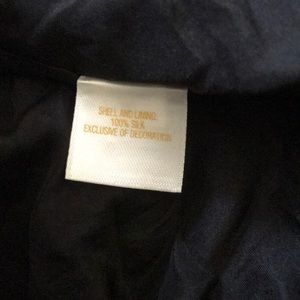 SHELL AND LINING:
100% SILK
EXCLUSIVE OF DECORATION